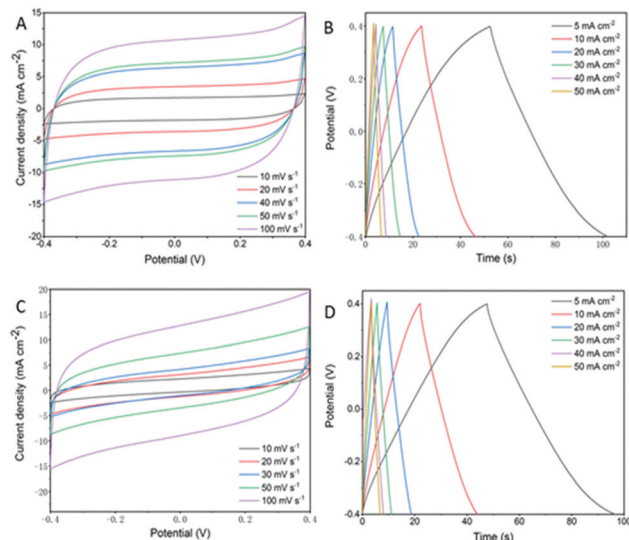 A
Current density (mA cm⁻²)
15
10
5
0
-5
-10
-15
-20
10 mV s⁻¹
20 mV s⁻¹
40 mV s⁻¹
50 mV s⁻¹
100 mV s⁻¹
-0.4
-0.2
0.0
0.2
0.4
Potential (V)
B
Potential (V)
0.4
0.2
0.0
-0.2
-0.4
5 mA cm⁻²
10 mA cm⁻²
20 mA cm⁻²
30 mA cm⁻²
40 mA cm⁻²
50 mA cm⁻²
0
20
40
60
80
100
Time (s)
C
Current density (mA cm⁻²)
20
15
10
5
0
-5
-10
-15
-20
10 mV s⁻¹
20 mV s⁻¹
30 mV s⁻¹
50 mV s⁻¹
100 mV s⁻¹
-0.4
-0.2
0.0
0.2
0.4
Potential (V)
D
Potential (V)
0.4
0.2
0.0
-0.2
-0.4
5 mA cm⁻²
10 mA cm⁻²
20 mA cm⁻²
30 mA cm⁻²
40 mA cm⁻²
50 mA cm⁻²
0
20
40
60
80
100
Time (s)